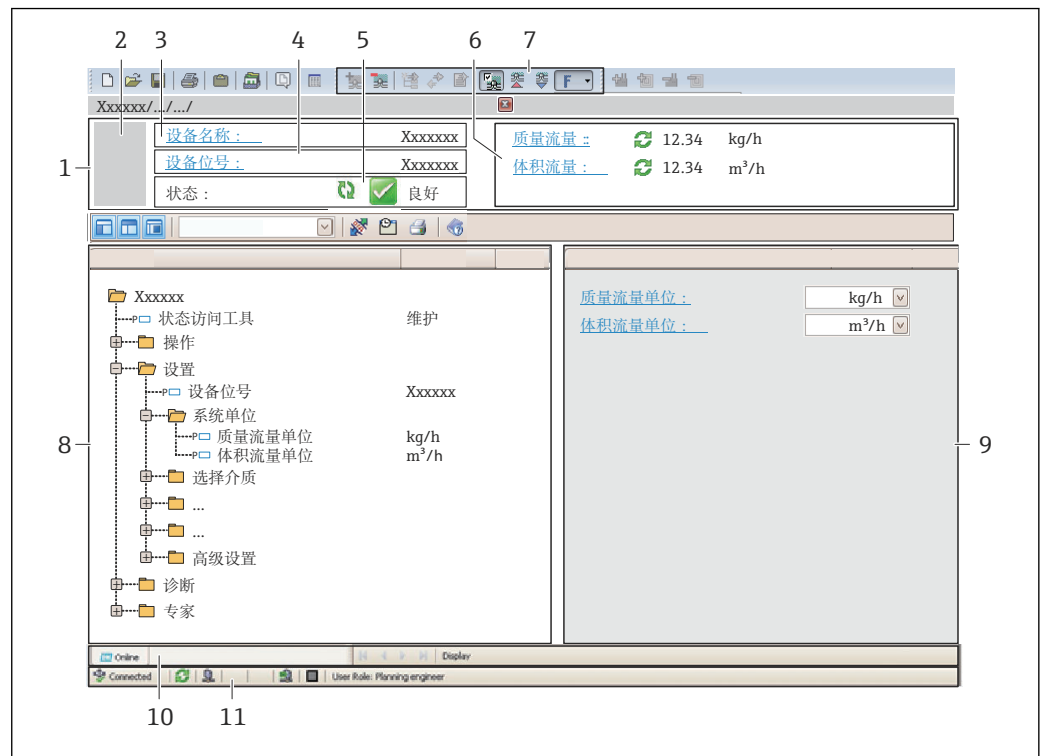 2 3 4 5 6 7
F
Xxxxxx/.../.../
1
设备名称： Xxxxxxx
设备位号： Xxxxxxx
状态： 良好
质量流量：： 12.34 kg/h
体积流量： 12.34 m³/h
Xxxxxx
P 状态访问工具 维护
操作
设置
P 设备位号 Xxxxxx
系统单位
P 质量流量单位 kg/h
P 体积流量单位 m³/h
选择介质
...
...
高级设置
诊断
专家
8
质量流量单位： kg/h
体积流量单位： m³/h
9
Online Display
Connected User Role: Planning engineer
10 11